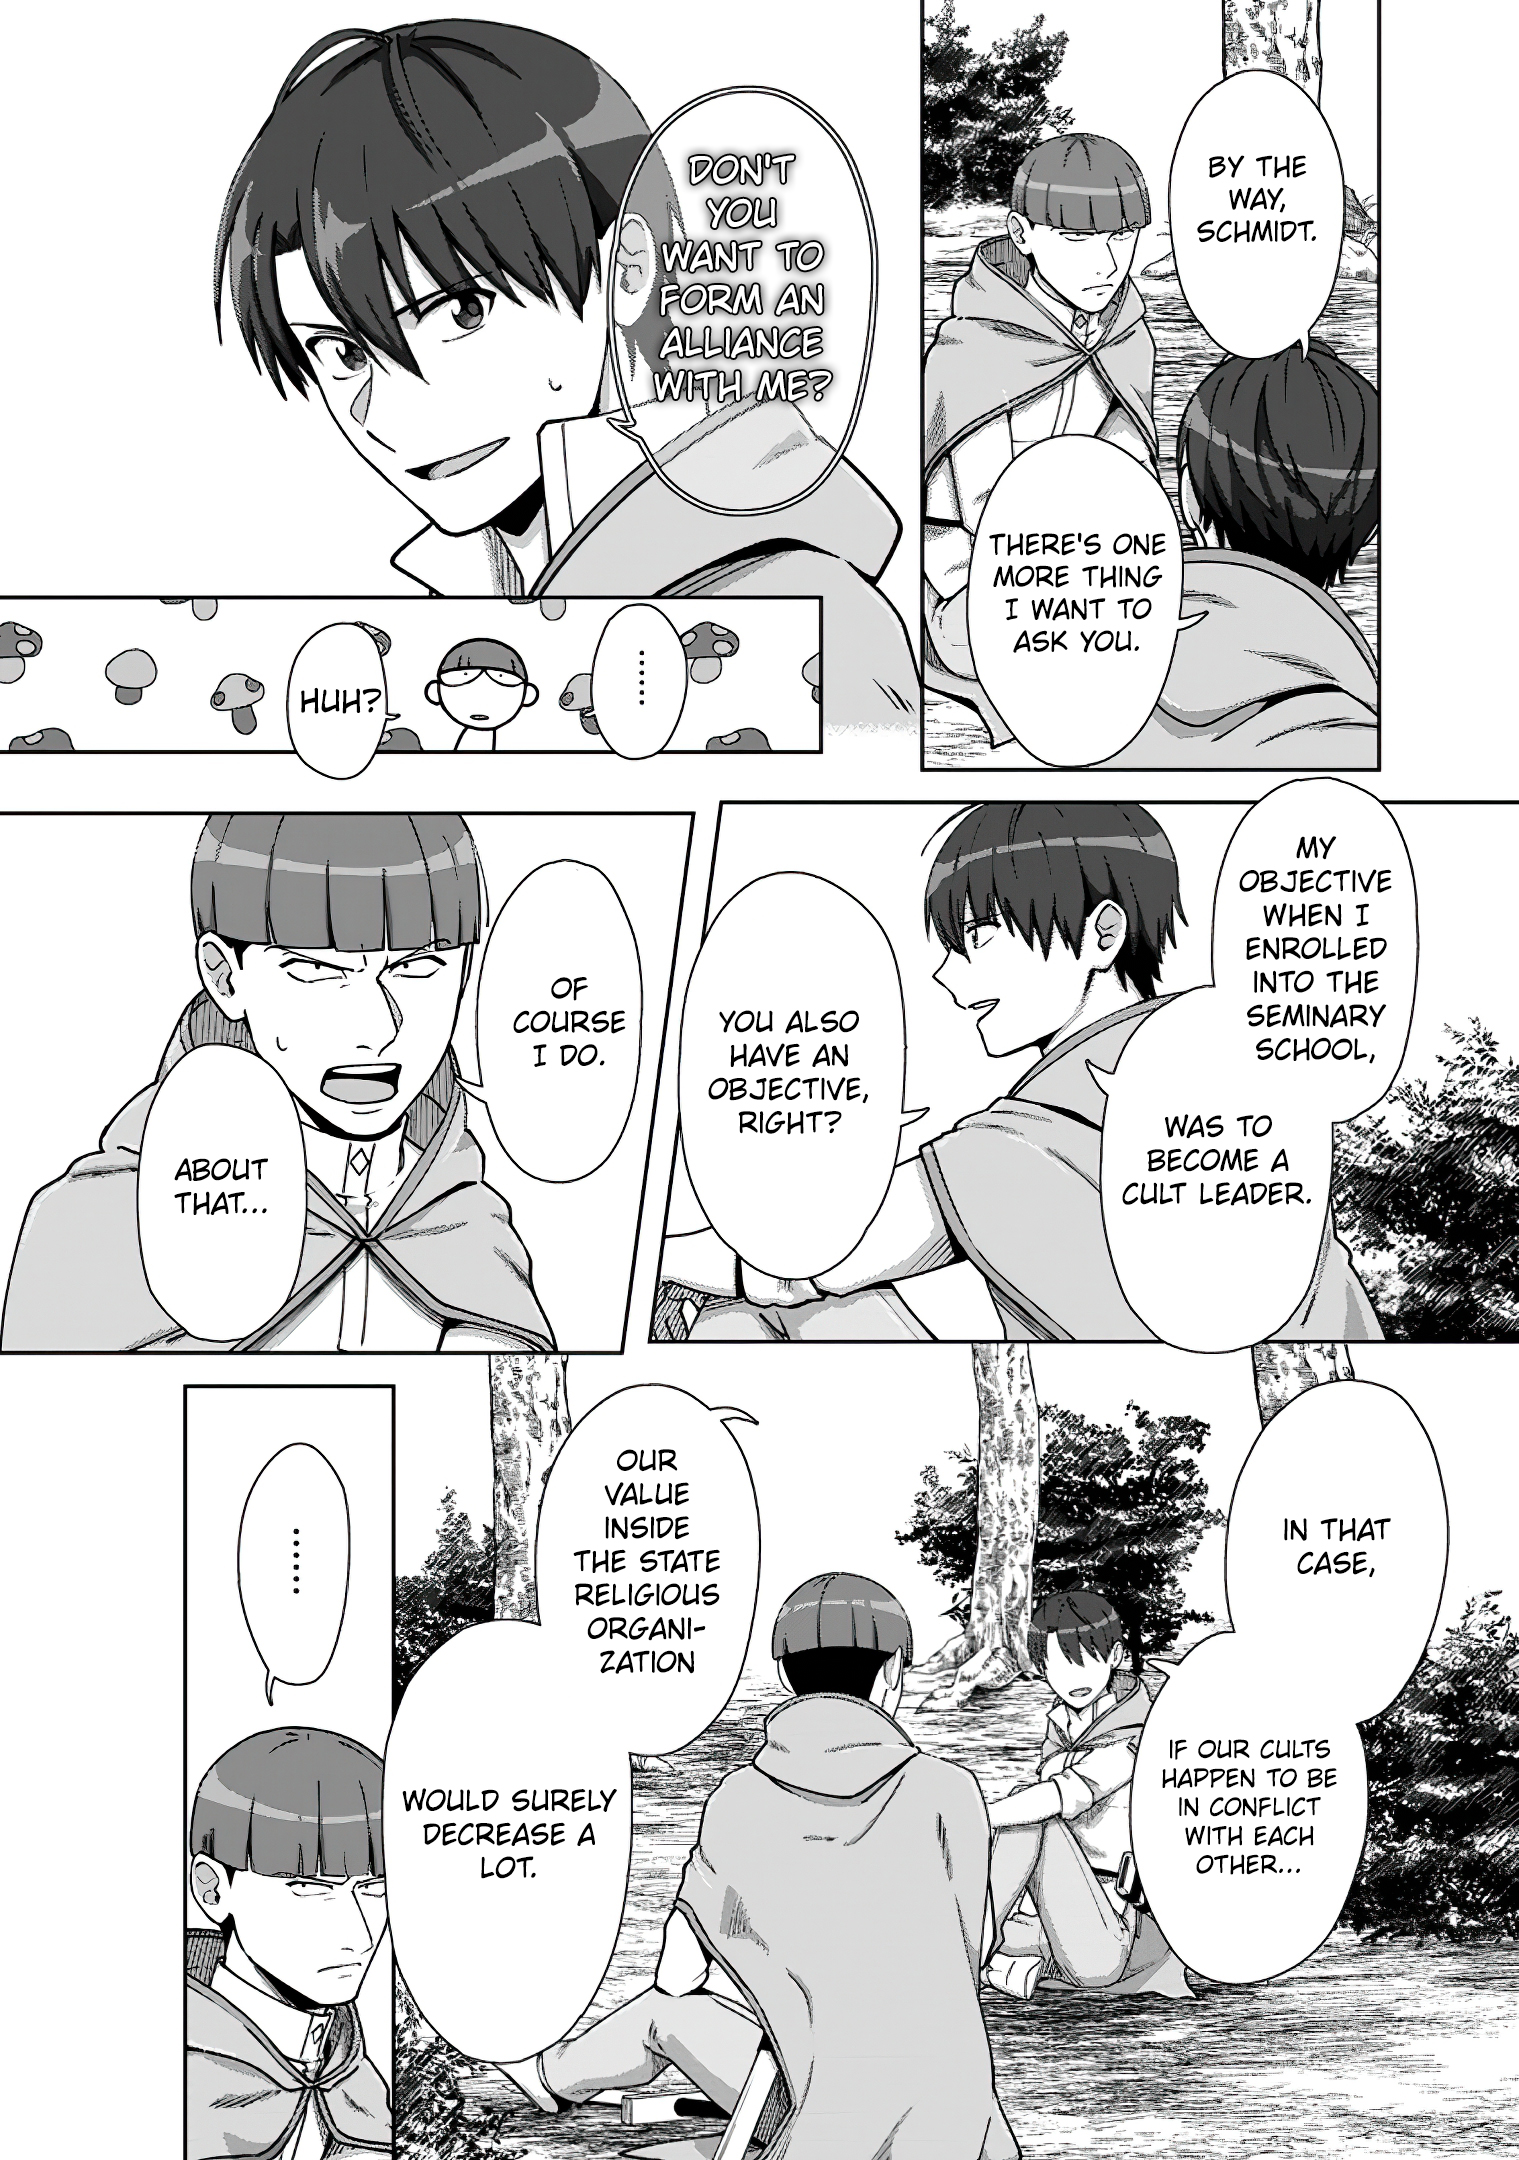 BY THE
WAY,
SCHMIDT.
THERE'S ONE
MORE THING
I WANT TO
ASK YOU.
DON'T
YOU
WANT TO
FORM AN
ALLIANCE
WITH ME?
......
HUH?
MY
OBJECTIVE
WHEN I
ENROLLED
INTO THE
SEMINARY
SCHOOL,
WAS TO
BECOME A
CULT LEADER.
YOU ALSO
HAVE AN
OBJECTIVE,
RIGHT?
OF
COURSE
I DO.
ABOUT
THAT...
IN THAT
CASE,
IF OUR CULTS
HAPPEN TO BE
IN CONFLICT
WITH EACH
OTHER...
OUR
VALUE
INSIDE
THE STATE
RELIGIOUS
ORGANI-
ZATION
WOULD SURELY
DECREASE A
LOT.
......